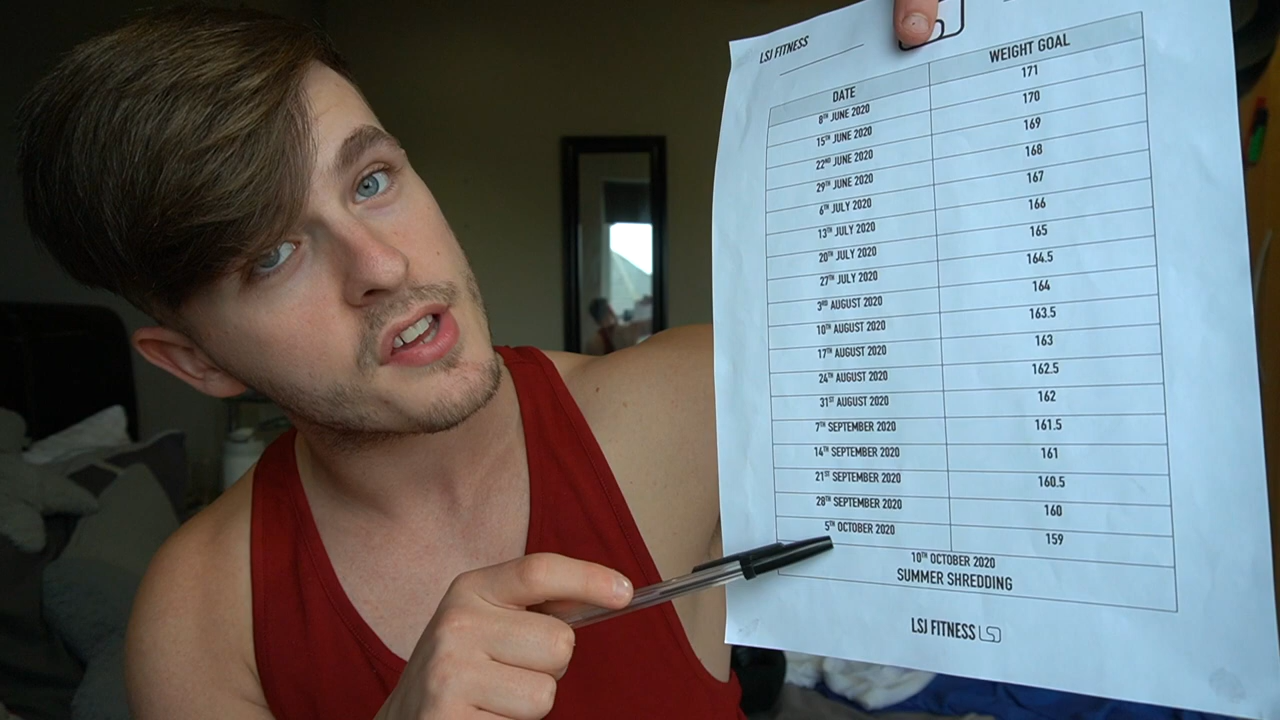 LSJ FITNESS
DATE WEIGHT GOAL
8TH JUNE 2020 171
15TH JUNE 2020 170
22ND JUNE 2020 169
29TH JUNE 2020 168
6TH JULY 2020 167
13TH JULY 2020 166
20TH JULY 2020 165
27TH JULY 2020 164.5
3RD AUGUST 2020 164
10TH AUGUST 2020 163.5
17TH AUGUST 2020 163
24TH AUGUST 2020 162.5
31ST AUGUST 2020 162
7TH SEPTEMBER 2020 161.5
14TH SEPTEMBER 2020 161
21ST SEPTEMBER 2020 160.5
28TH SEPTEMBER 2020 160
5TH OCTOBER 2020 159
10TH OCTOBER 2020
SUMMER SHREDDING
LSJ FITNESS